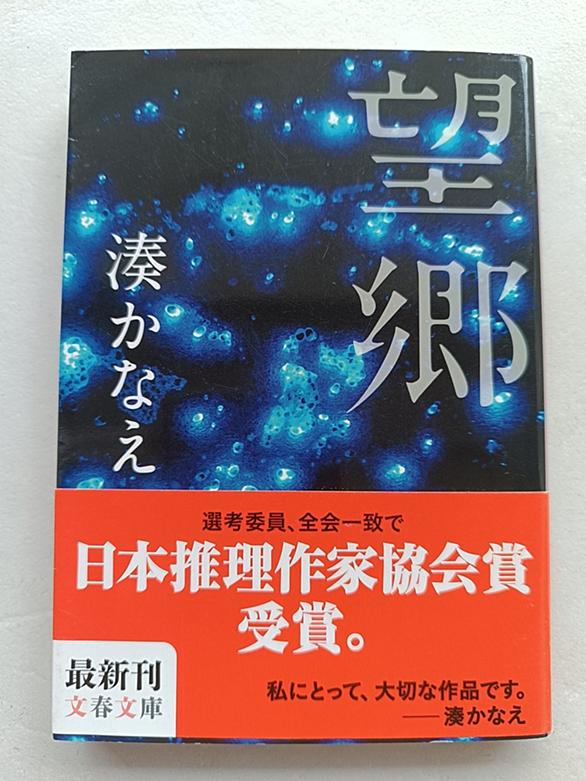 望郷
湊かなえ
選考委員、全会一致で
日本推理作家協会賞
受賞。
最新刊
文春文庫
私にとって、大切な作品です。
――湊かなえ